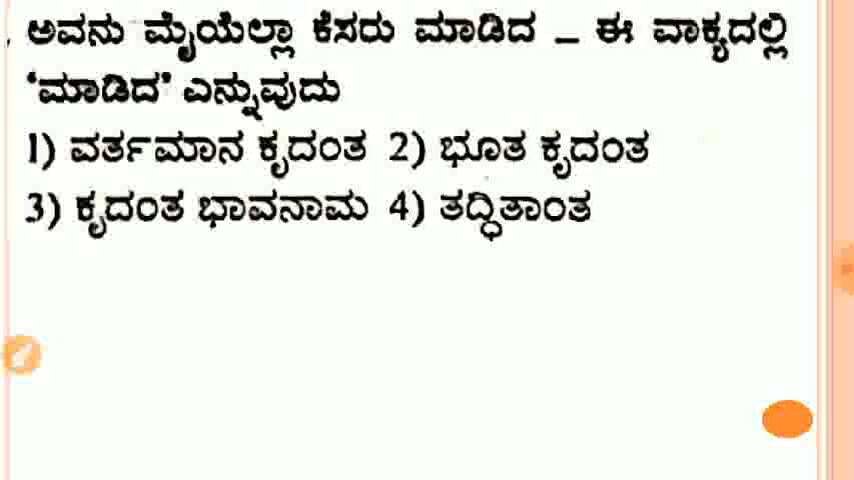 . ಅವನು ಮೈಯೆಲ್ಲಾ ಕೆಸರು ಮಾಡಿದ – ಈ ವಾಕ್ಯದಲ್ಲಿ
‘ಮಾಡಿದ’ ಎನ್ನುವುದು
1) ವರ್ತಮಾನ ಕೃದಂತ 2) ಭೂತ ಕೃದಂತ
3) ಕೃದಂತ ಭಾವನಾಮ 4) ತದ್ಧಿತಾಂತ